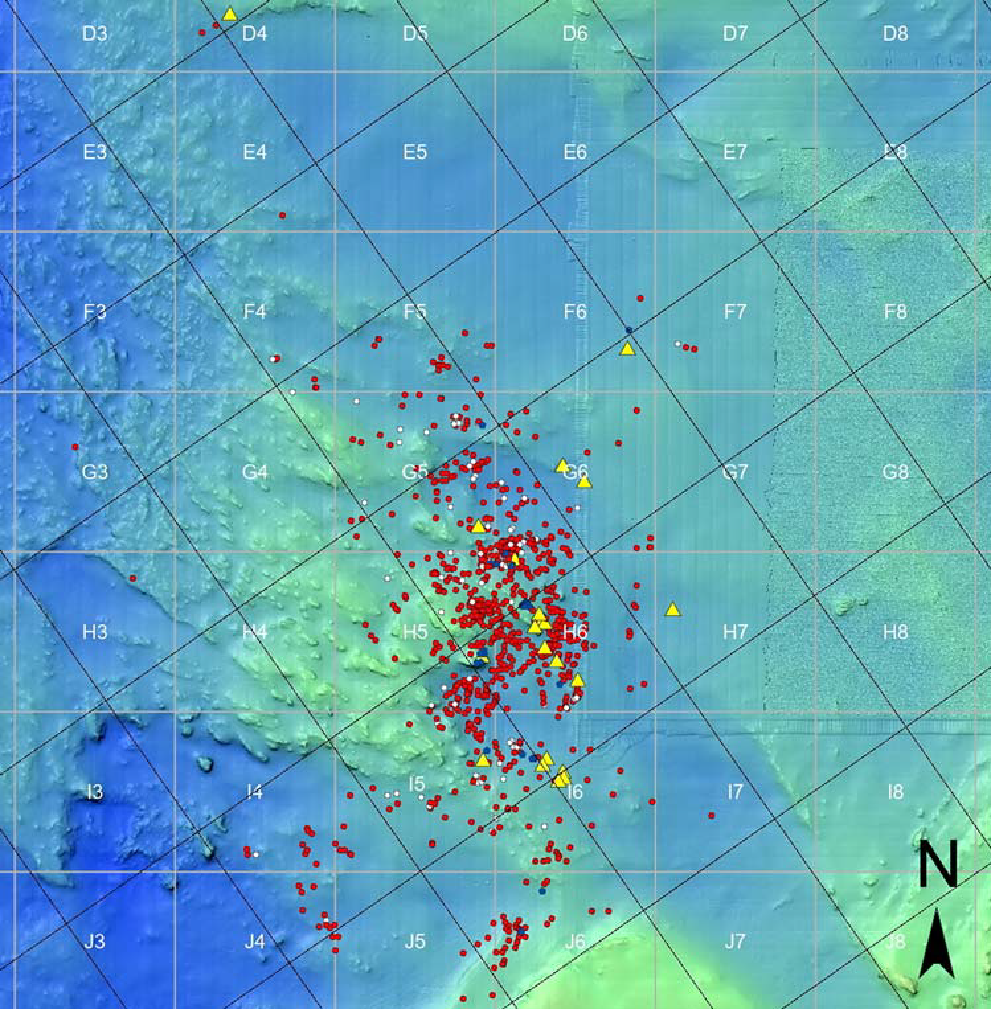 D3 D4 D5 D6 D7 D8
E3 E4 E5 E6 E7 E8
F3 F4 F5 F6 F7 F8
G3 G4 G5 G6 G7 G8
H3 H4 H5 H6 H7 H8
I3 I4 I5 I6 I7 I8
N
J3 J4 J5 J6 J7 J8